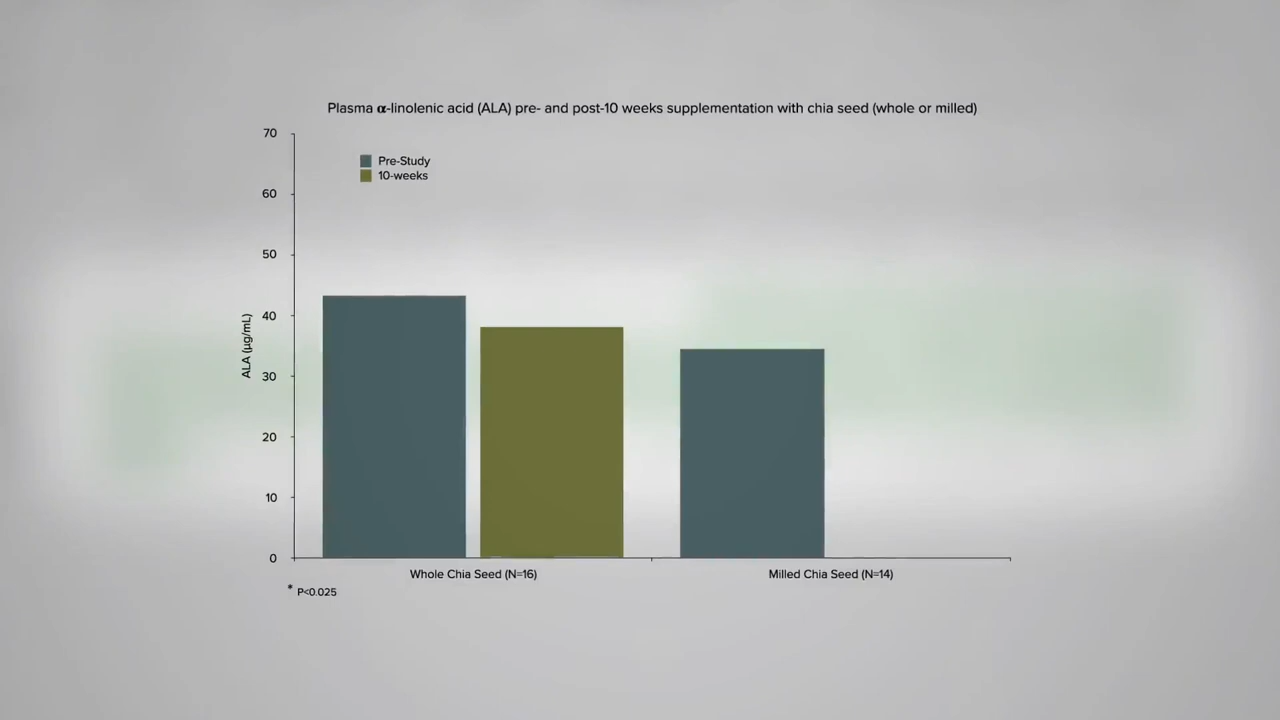 Plasma α-linolenic acid (ALA) pre- and post-10 weeks supplementation with chia seed (whole or milled)
70
Pre-Study
10-weeks
60
50
40
ALA (µg/mL)
30
20
10
0
Whole Chia Seed (N=16)
Milled Chia Seed (N=14)
* P<0.025